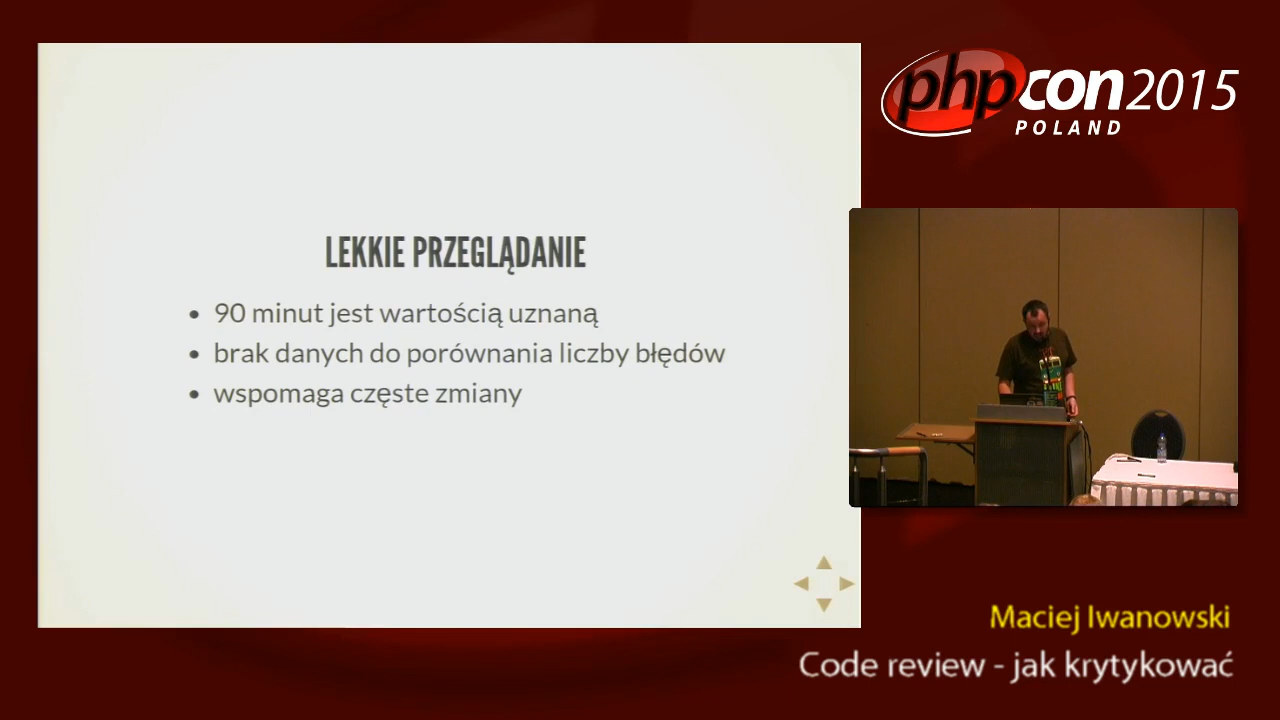 LEKKIE PRZEGLĄDANIE
90 minut jest wartością uznaną
brak danych do porównania liczby błędów
wspomaga częste zmiany
phpcon2015
POLAND
Maciej Iwanowski
Code review - jak krytykować